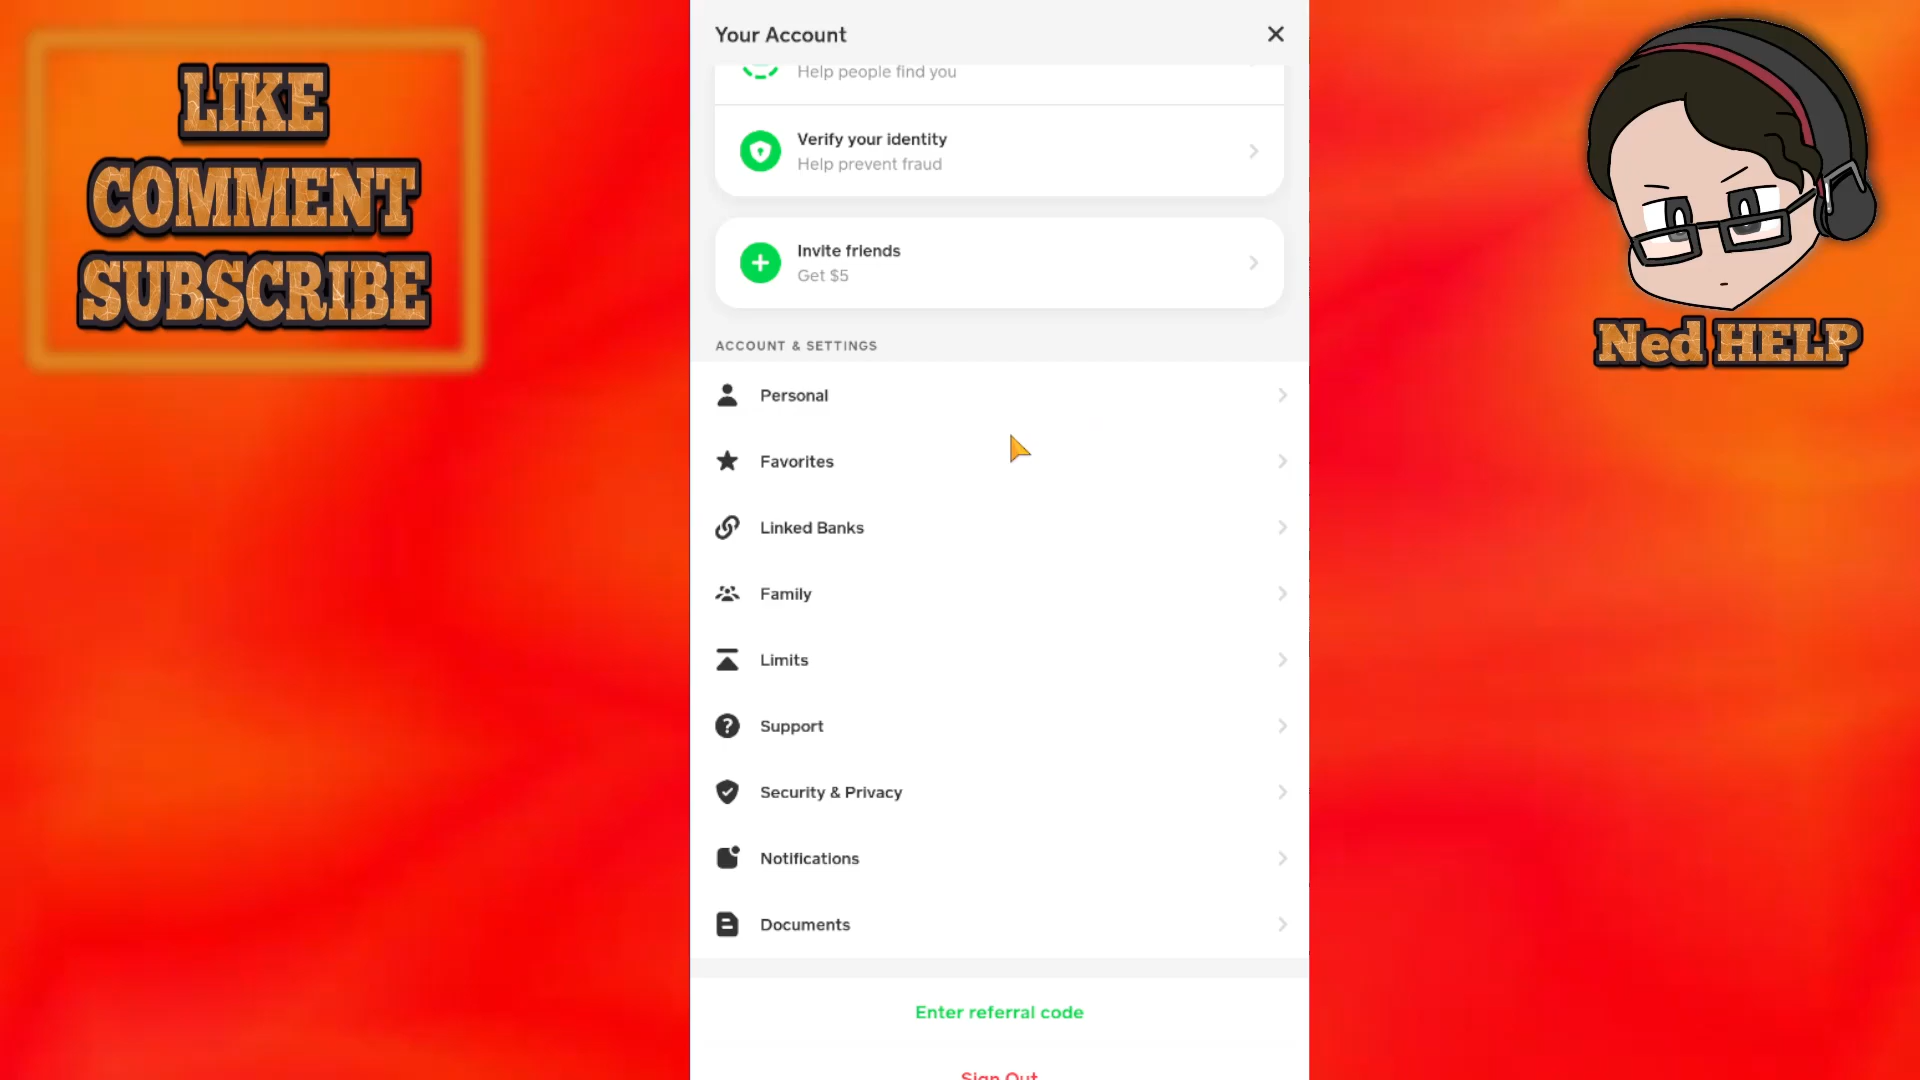 LIKE
COMMENT
SUBSCRIBE
Your Account
Help people find you
Verify your identity
Help prevent fraud
Invite friends
Get $5
ACCOUNT & SETTINGS
Personal
Favorites
Linked Banks
Family
Limits
Support
Security & Privacy
Notifications
Documents
Enter referral code
Sign Out
Ned HELP